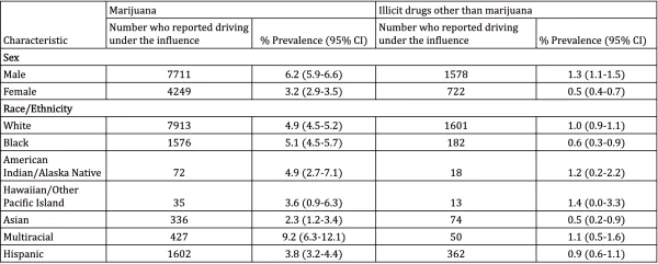 Marijuana Illicit drugs other than marijuana
Characteristic Number who reported driving under the influence % Prevalence (95% CI) Number who reported driving under the influence % Prevalence (95% CI)
Sex
Male 7711 6.2 (5.9-6.6) 1578 1.3 (1.1-1.5)
Female 4249 3.2 (2.9-3.5) 722 0.5 (0.4-0.7)
Race/Ethnicity
White 7913 4.9 (4.5-5.2) 1601 1.0 (0.9-1.1)
Black 1576 5.1 (4.5-5.7) 182 0.6 (0.3-0.9)
American
Indian/Alaska Native 72 4.9 (2.7-7.1) 18 1.2 (0.2-2.2)
Hawaiian/Other
Pacific Island 35 3.6 (0.9-6.3) 13 1.4 (0.0-3.3)
Asian 336 2.3 (1.2-3.4) 74 0.5 (0.2-0.9)
Multiracial 427 9.2 (6.3-12.1) 50 1.1 (0.5-1.6)
Hispanic 1602 3.8 (3.2-4.4) 362 0.9 (0.6-1.1)